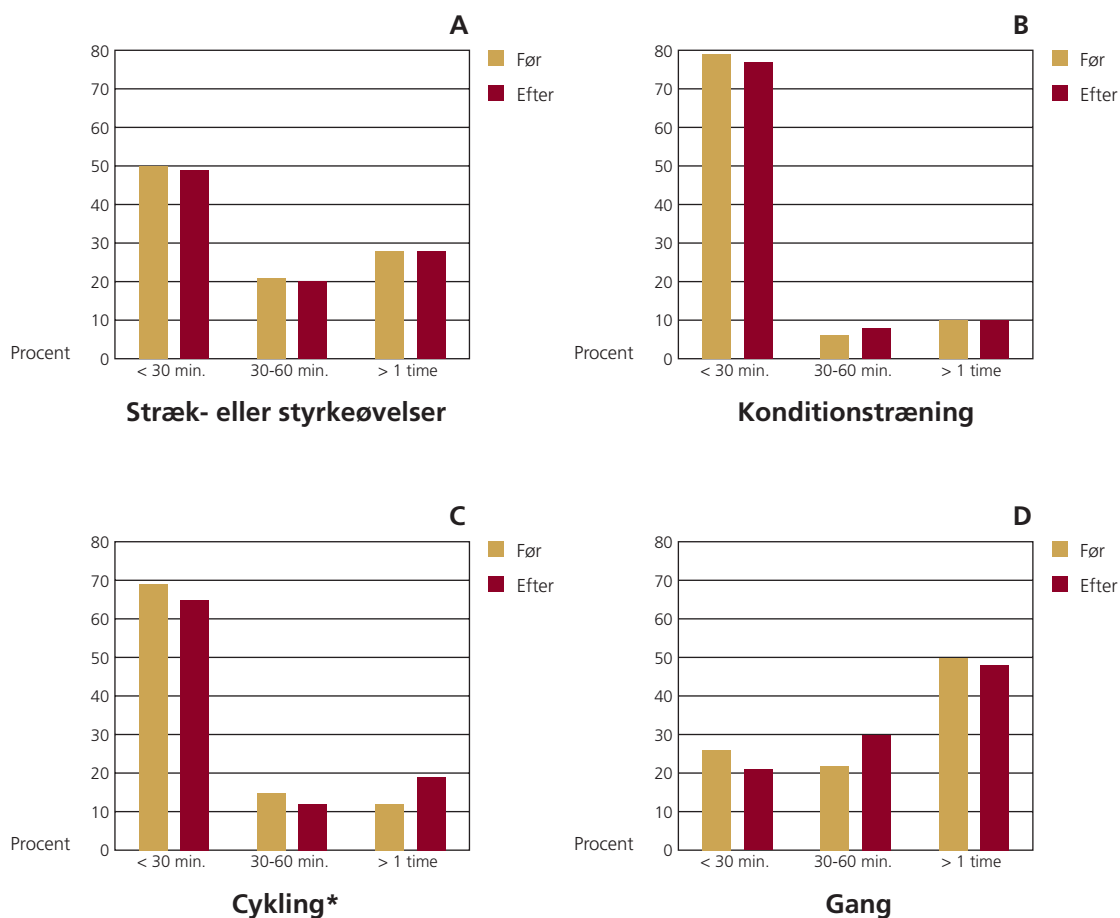 A
80
70
60
50
40
30
20
10
0
Procent
< 30 min.
30-60 min.
> 1 time
Før
Efter
Stræk- eller styrkeøvelser
B
80
70
60
50
40
30
20
10
0
Procent
< 30 min.
30-60 min.
> 1 time
Før
Efter
Konditionstræning
C
80
70
60
50
40
30
20
10
0
Procent
< 30 min.
30-60 min.
> 1 time
Før
Efter
Cykling*
D
80
70
60
50
40
30
20
10
0
Procent
< 30 min.
30-60 min.
> 1 time
Før
Efter
Gang